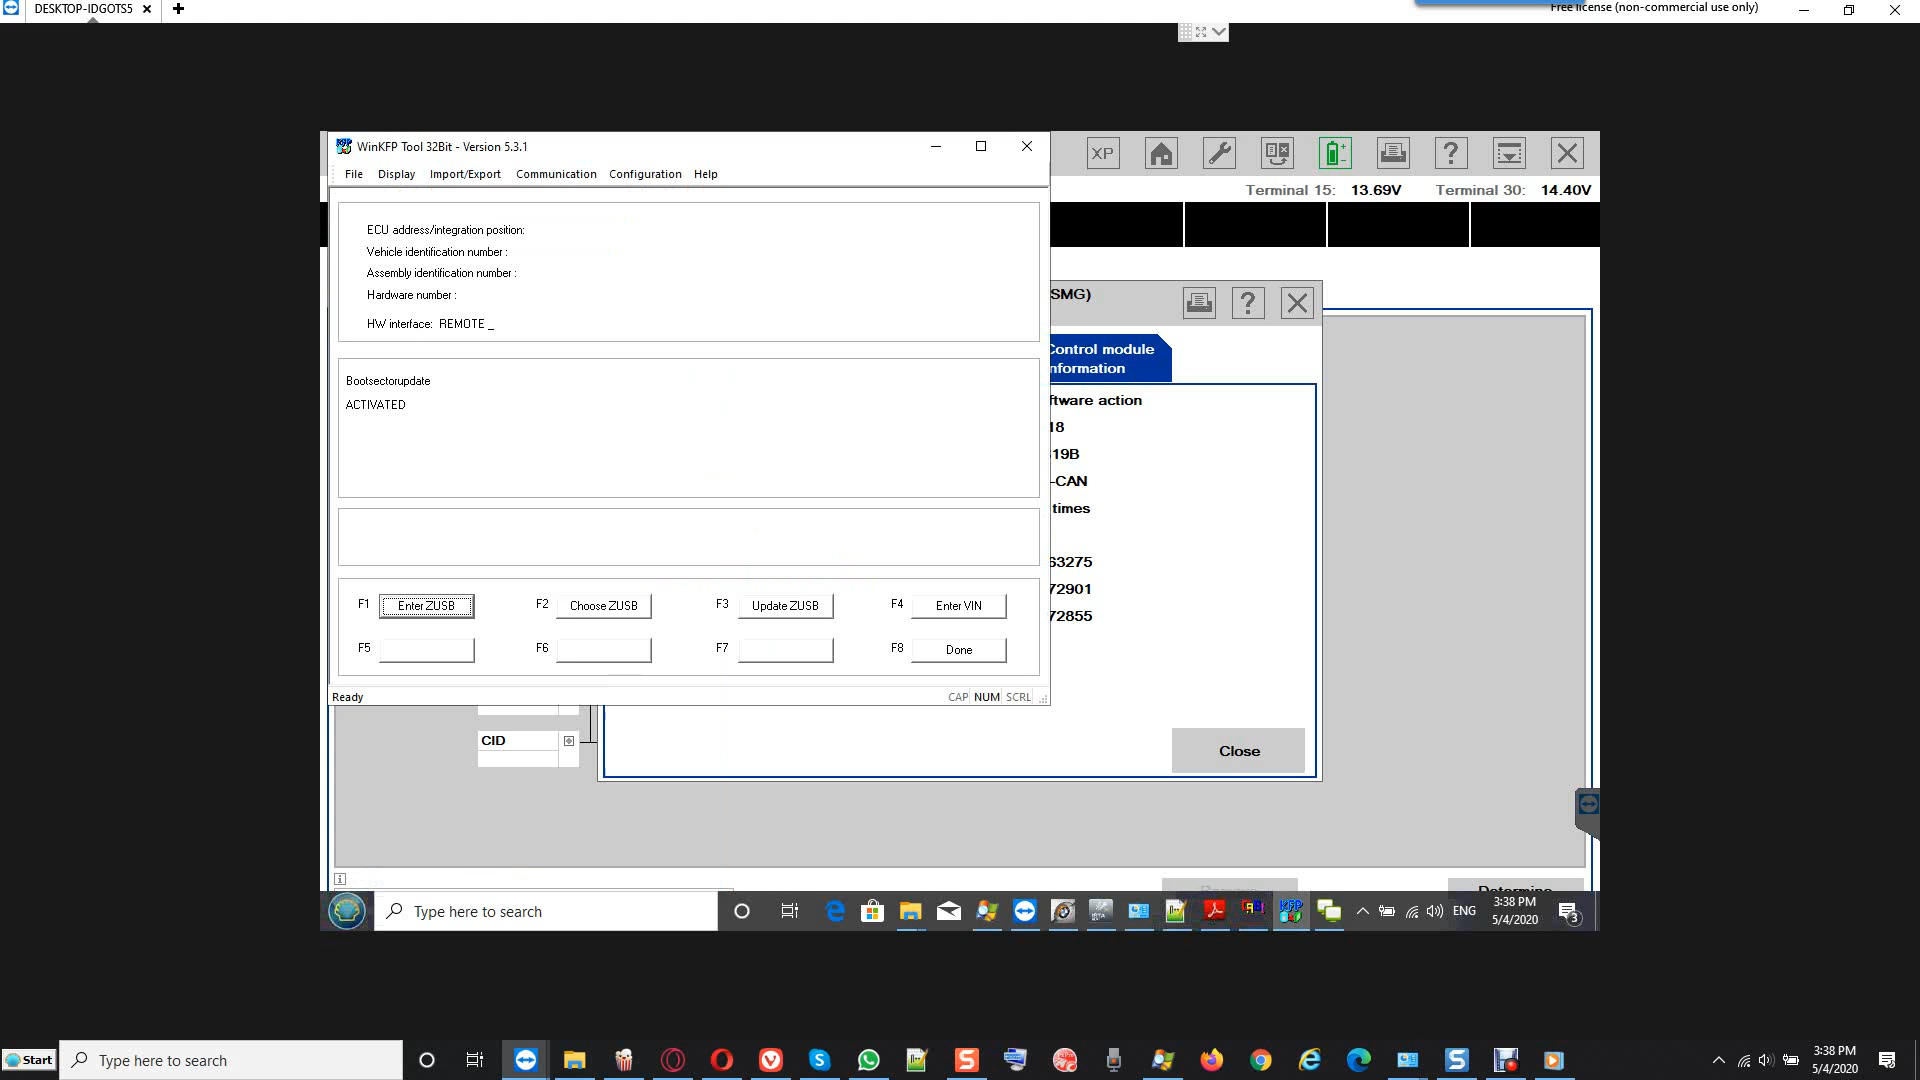 DESKTOP-IDGOTS5
Free license (non-commercial use only)
WinKFP Tool 32Bit - Version 5.3.1
File Display Import/Export Communication Configuration Help
XP
Terminal 15: 13.69V Terminal 30: 14.40V
ECU address/integration position:
Vehicle identification number :
Assembly identification number :
Hardware number :
HW interface: REMOTE _
SMG)
Control module
nformation
Bootsectorupdate
ACTIVATED
ftware action
18
19B
-CAN
times
63275
72901
72855
F1 Enter ZUSB F2 Choose ZUSB F3 Update ZUSB F4 Enter VIN
F5 F6 F7 F8 Done
Ready CAP NUM SCRL
CID
Close
Determine
Type here to search
ENG
3:38 PM
5/4/2020
3
Start
Type here to search
3:38 PM
5/4/2020